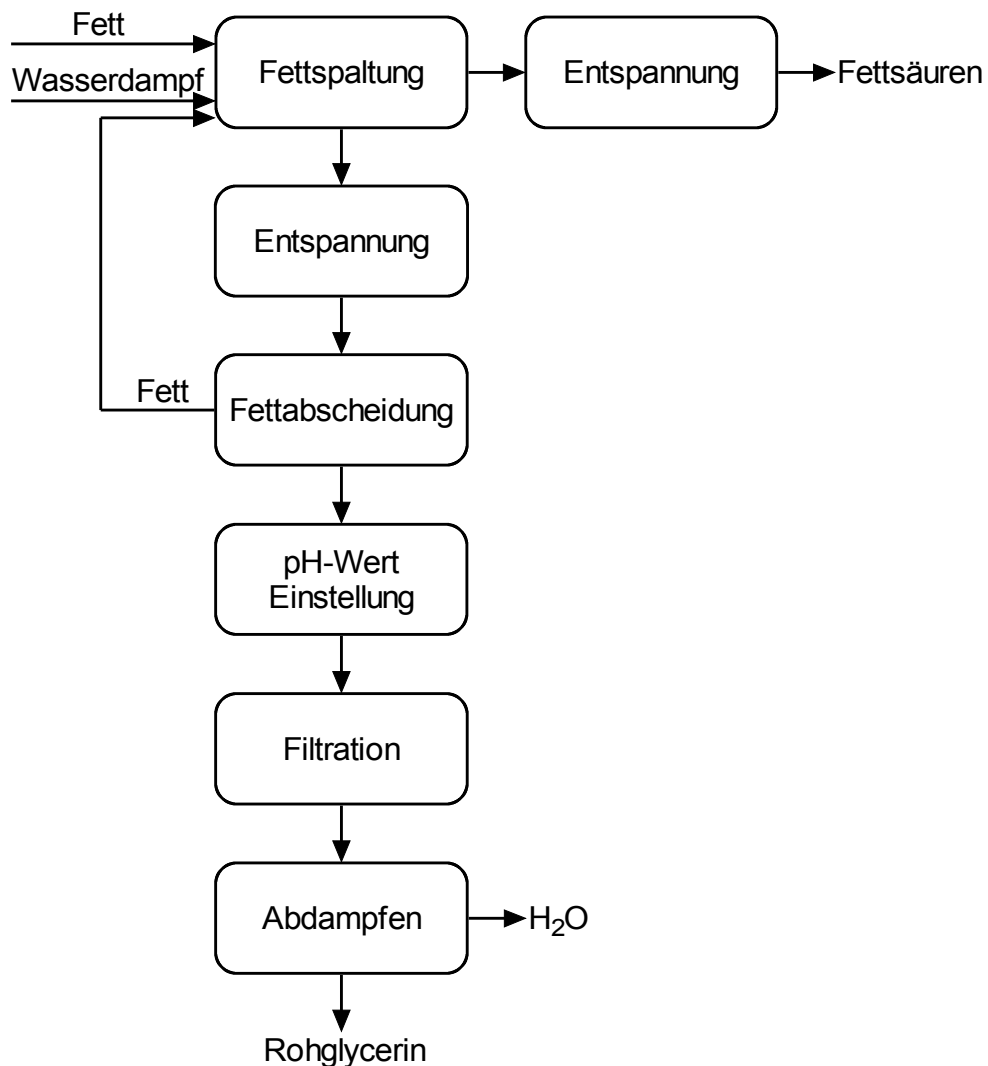 Fett
Fettspaltung
Entspannung
Fettsäuren
Wasserdampf
Entspannung
Fett
Fettabscheidung
pH-Wert
Einstellung
Filtration
Abdampfen
H₂O
Rohglycerin